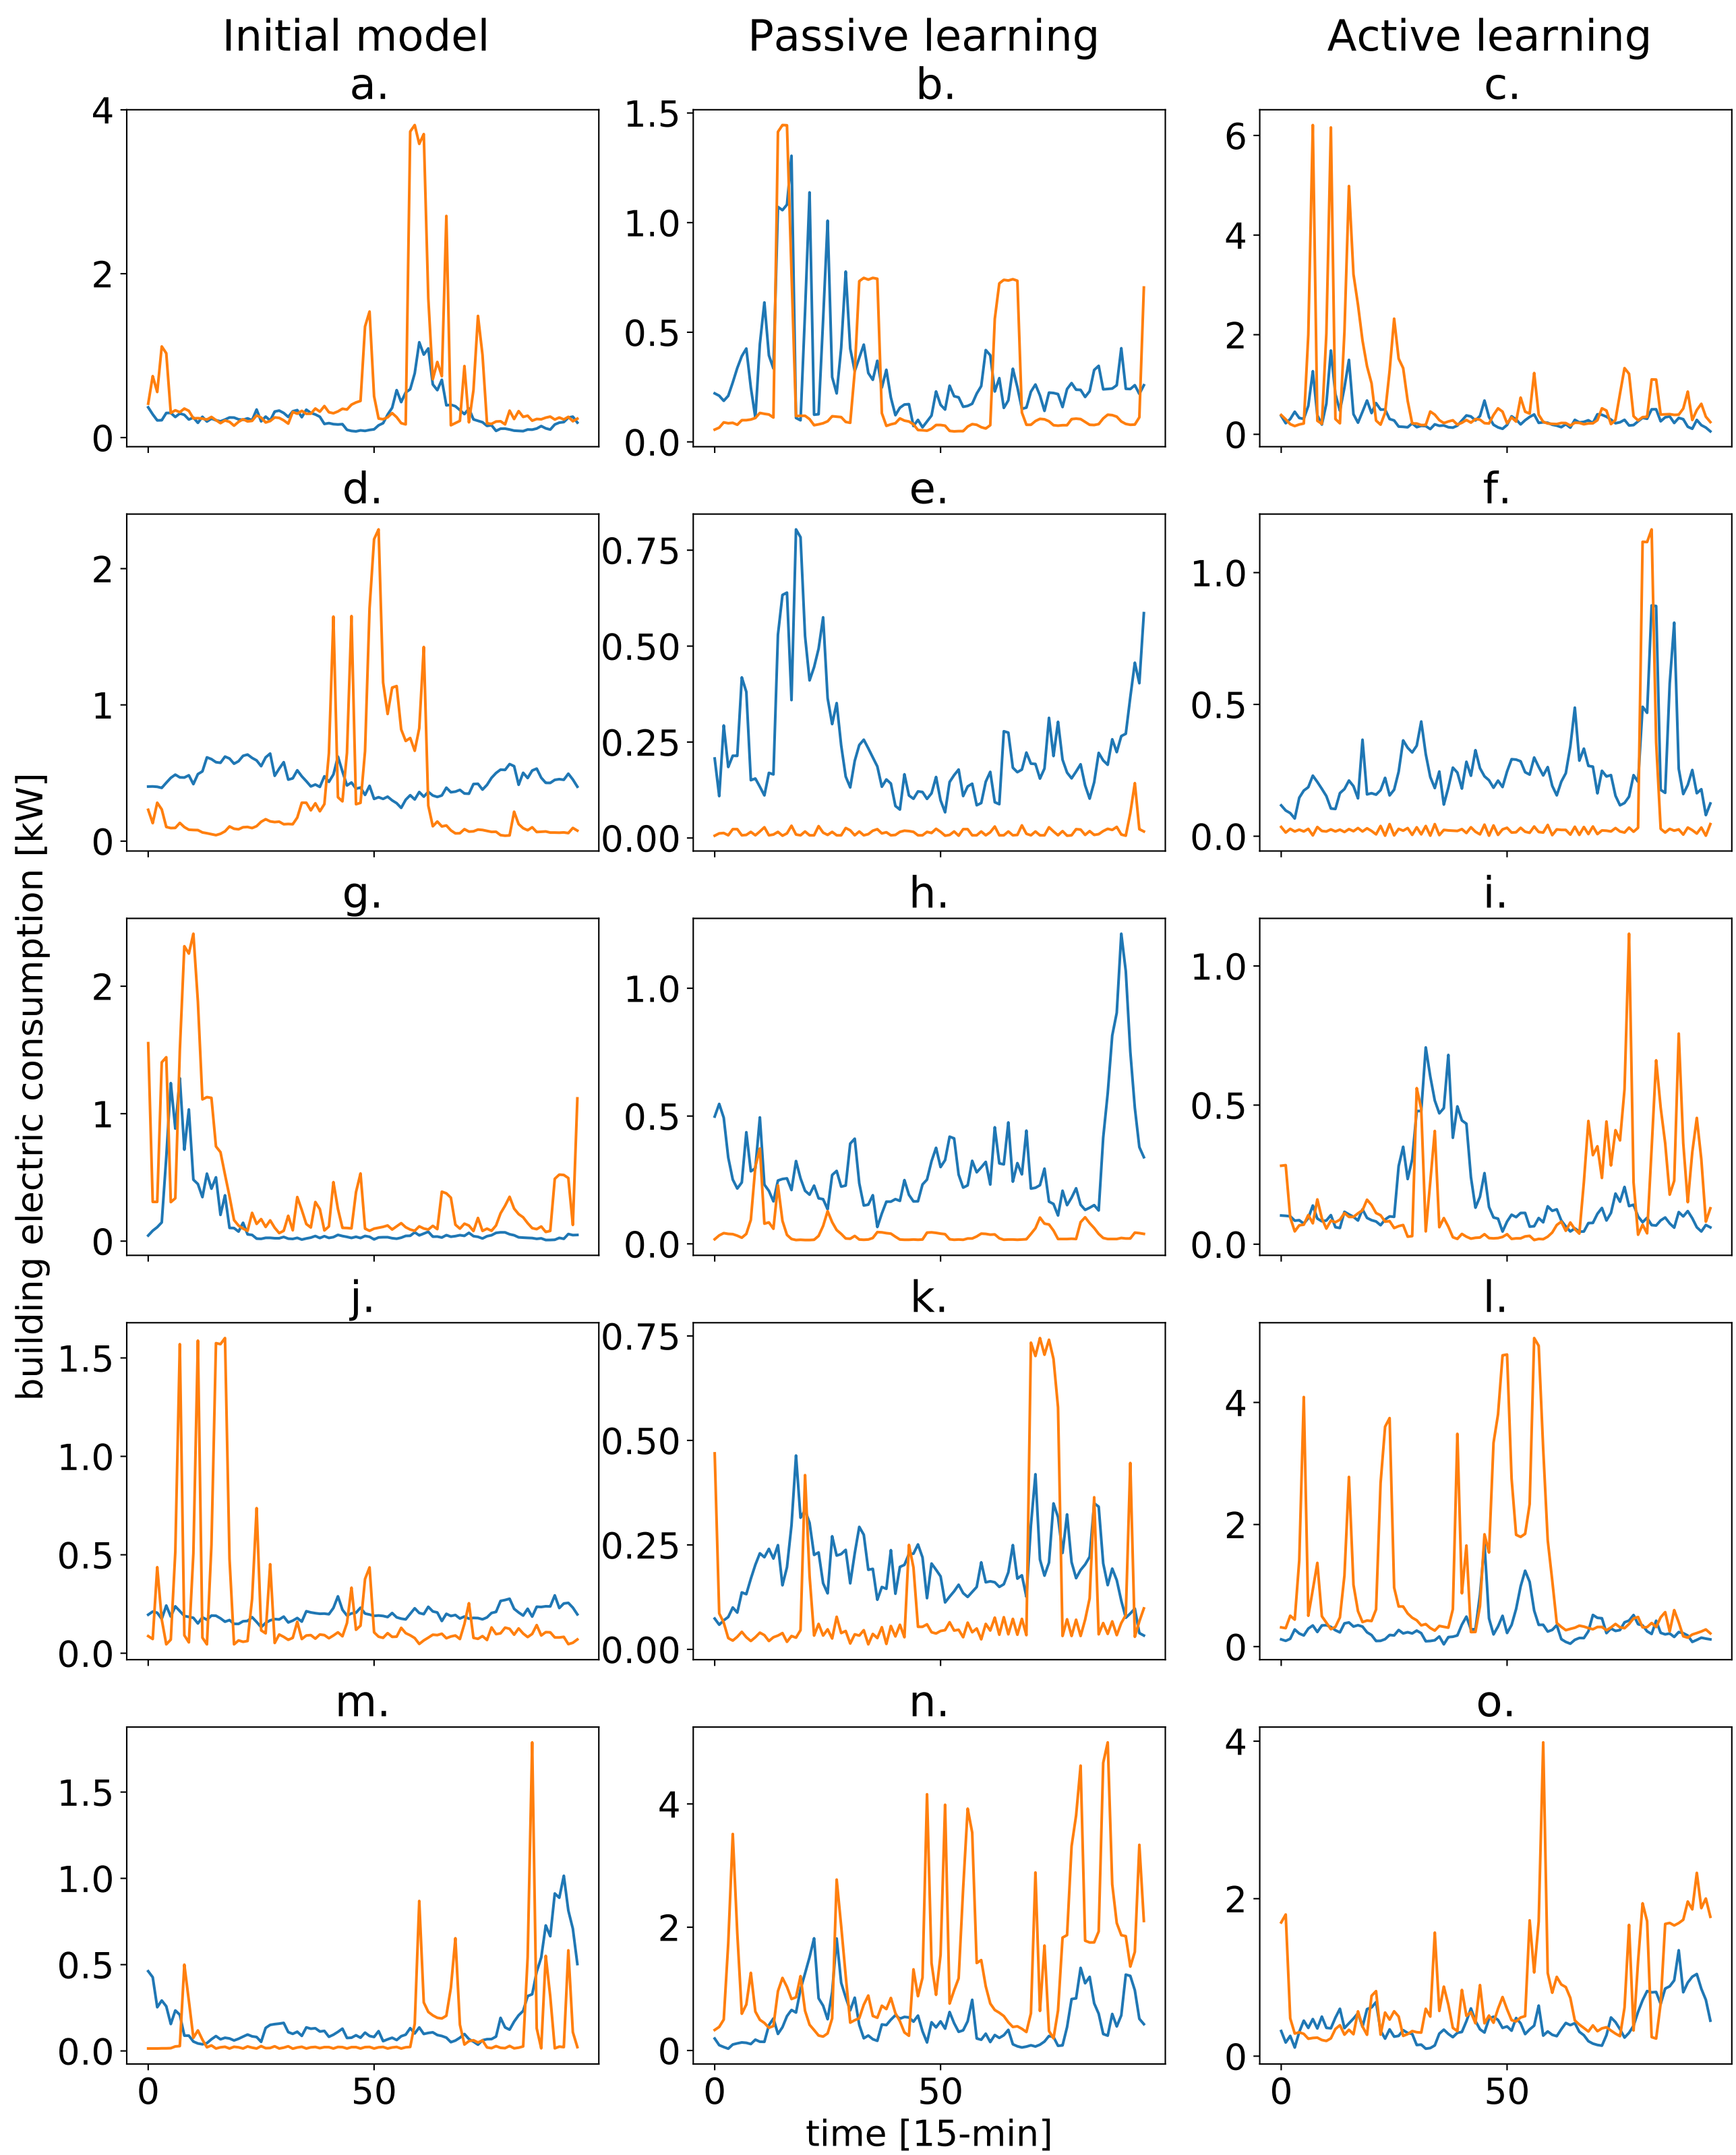 Initial model Passive learning Active learning
a. b. c.
4 1.5 6
1.0 4
2 0.5 2
0 0.0 0
d. e. f.
2 0.75 1.0
1 0.50 0.5
0.25
0 0.00 0.0
g. h. i.
2 1.0 1.0
1 0.5 0.5
0 0.0 0.0
j. k. l.
1.5 0.75 4
1.0 0.50 2
0.5 0.25
0.0 0.00 0
m. n. o.
1.5 4 4
1.0 2 2
0.5
0.0 0 0
0 50 0 50 0 50
time [15-min]
building electric consumption [kW]